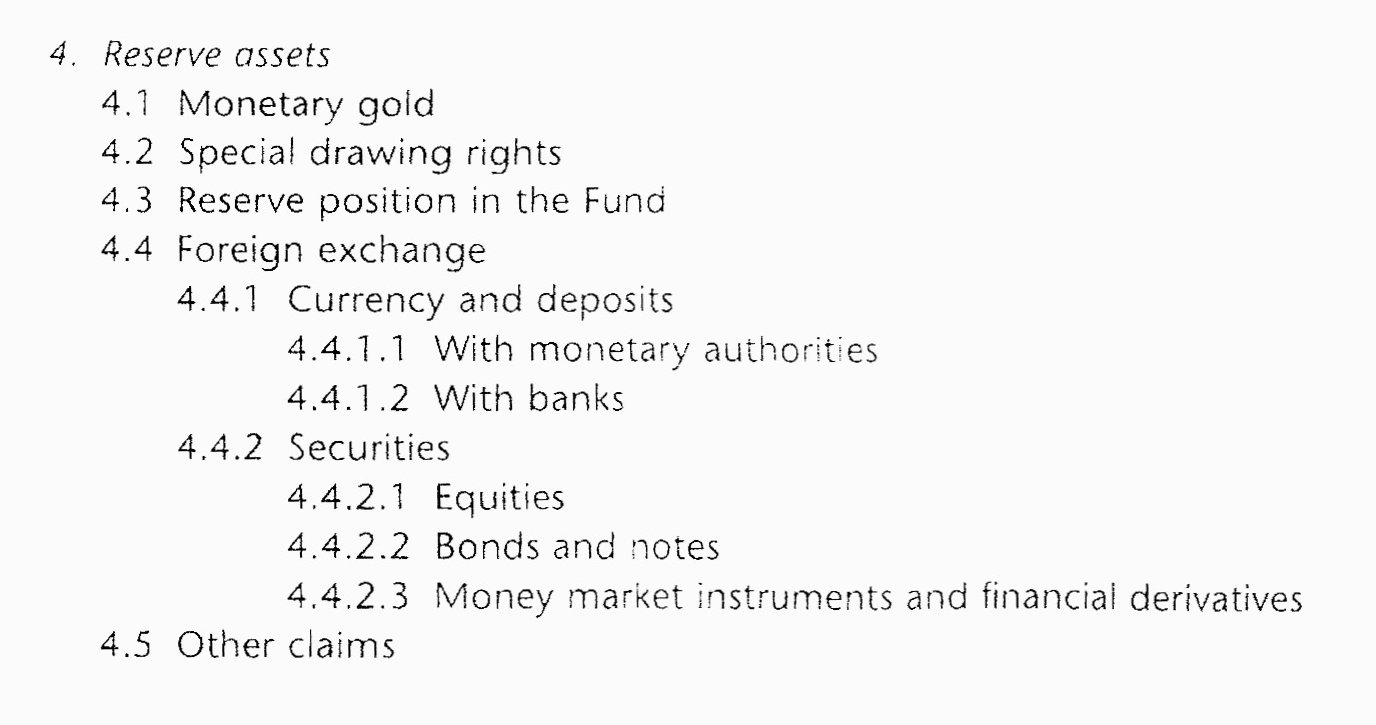 4. Reserve assets
4.1 Monetary gold
4.2 Special drawing rights
4.3 Reserve position in the Fund
4.4 Foreign exchange
4.4.1 Currency and deposits
4.4.1.1 With monetary authorities
4.4.1.2 With banks
4.4.2 Securities
4.4.2.1 Equities
4.4.2.2 Bonds and notes
4.4.2.3 Money market instruments and financial derivatives
4.5 Other claims